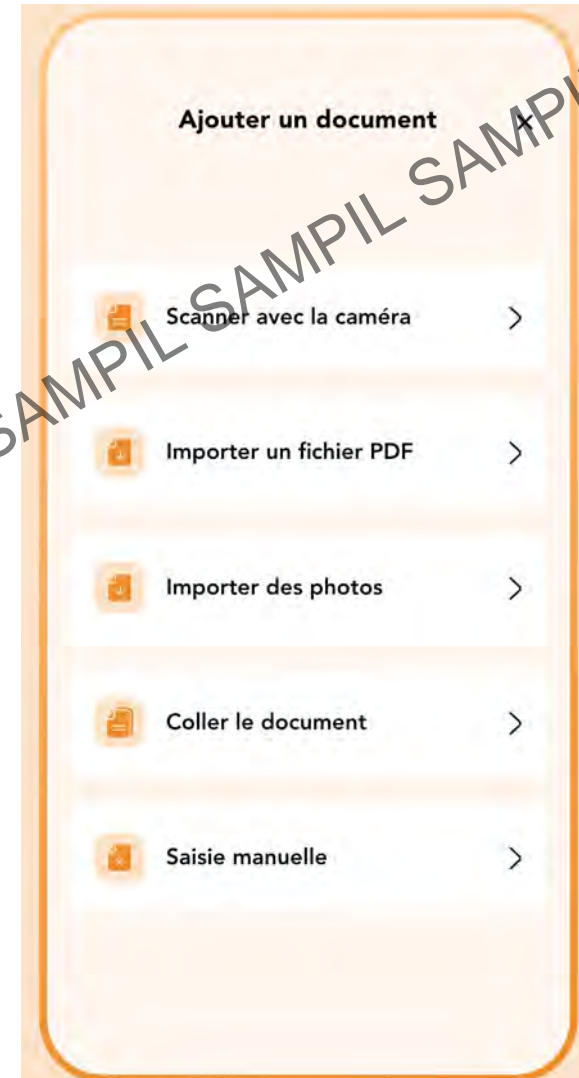 Ajouter un document
SAMPIL SAMPIL SAMPIL
Scanner avec la caméra
Importer un fichier PDF
Importer des photos
Coller le document
Saisie manuelle